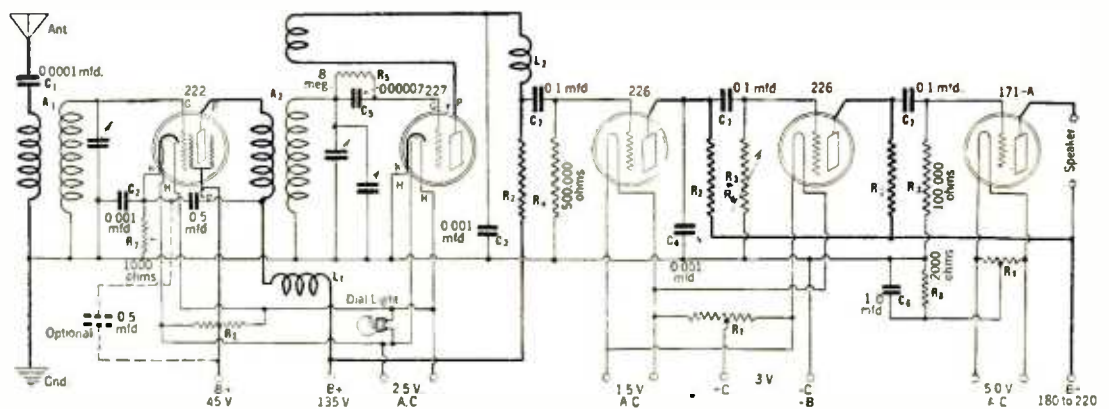 Ant
0.0001 mfd.
C1
A1
222
G
0.001 mfd
C2
0.5 mfd
R7
1000 ohms
Optional
0.5 mfd
Gnd.
R1
B+
45 V
A2
8 meg
R5
.000007
C5
227
G
P
H
H
L1
Dial Light
B+
135 V
2.5 V
A.C
0.001 mfd
C3
L2
R2
C7
0.1 mfd
R4
500,000 ohms
226
C4
0.001 mfd
R2
C7
0.1 mfd
R3
226
R1
1.5 V
A C
+C
3 V
-C
-B
C7
0.1 mfd.
R3
100,000 ohms
2000 ohms
R8
1.0 mfd
C6
171-A
R1
Speaker
5.0 V
A C
B+
180 to 220